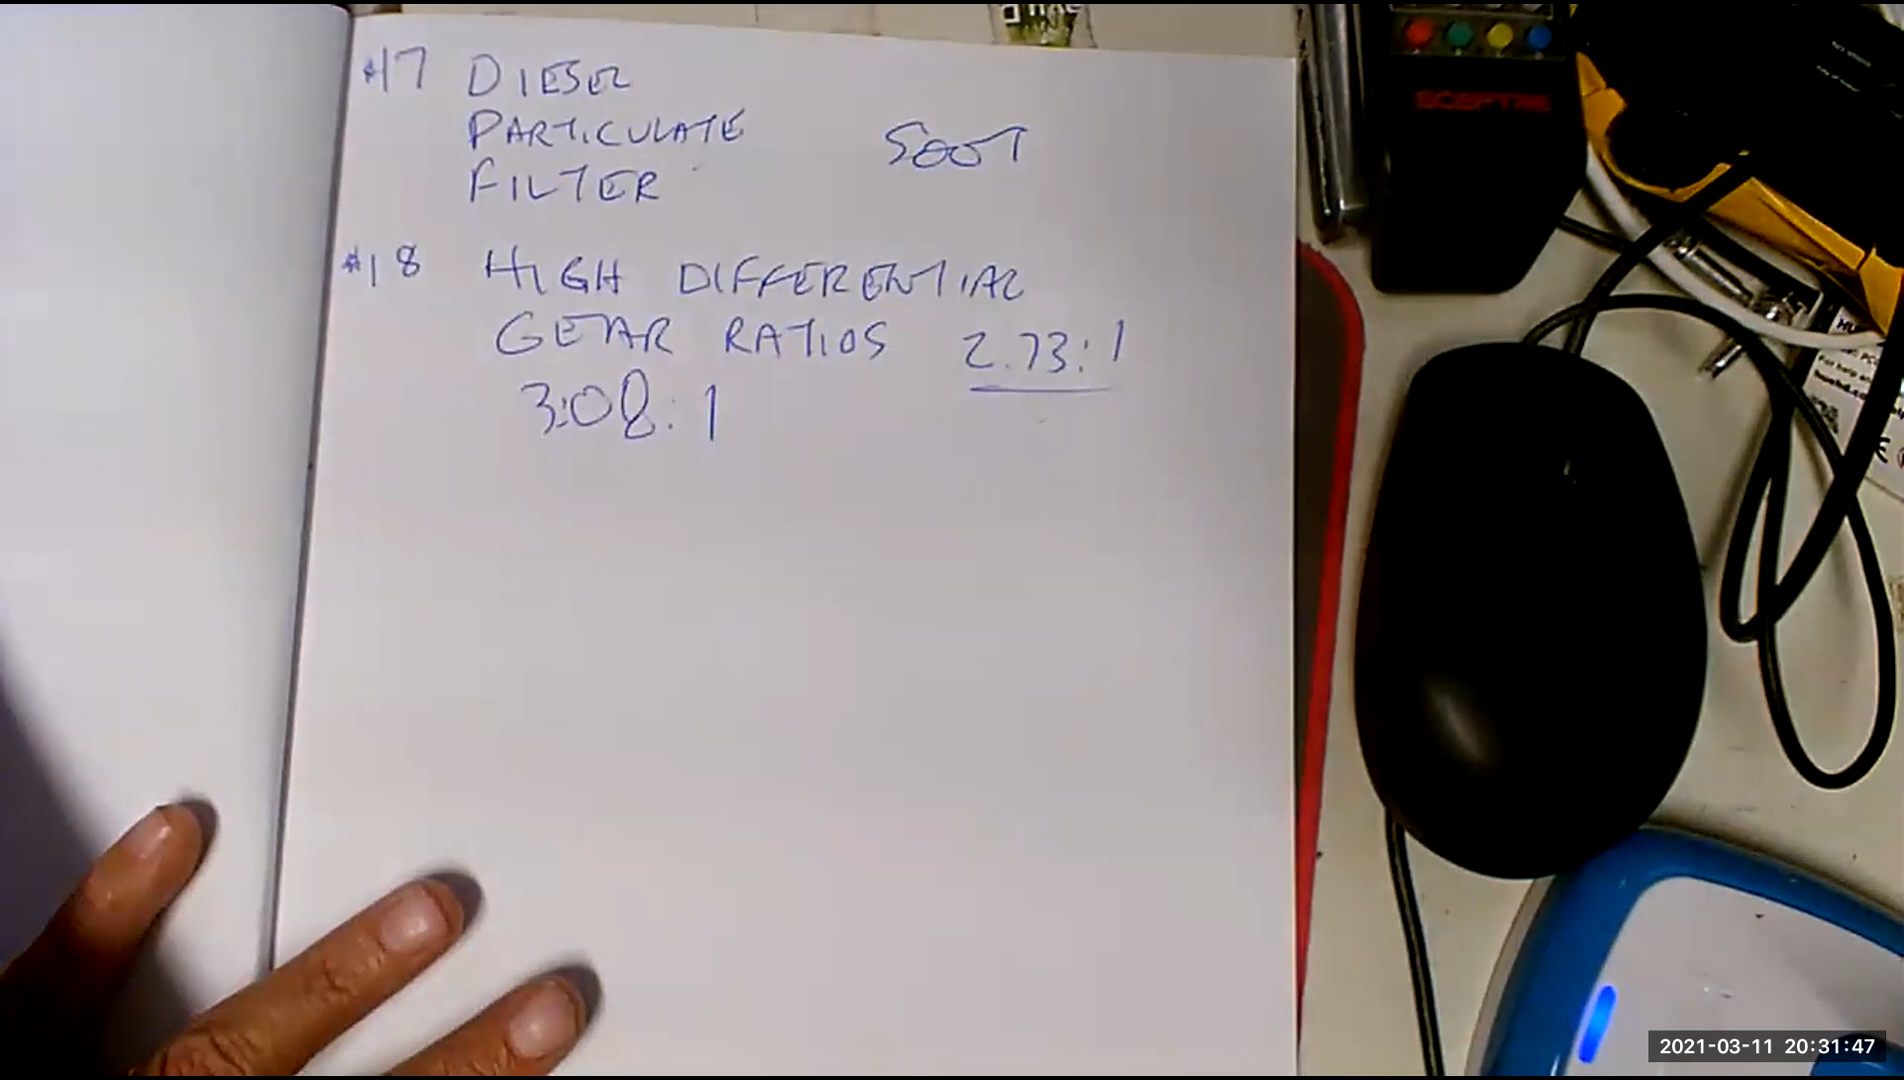 #17 DIESEL
PARTICULATE
FILTER
SOOT
#18 HIGH DIFFERENTIAL
GEAR RATIOS 2.73:1
3:08:1
SCEPTRE
2021-03-11 20:31:47